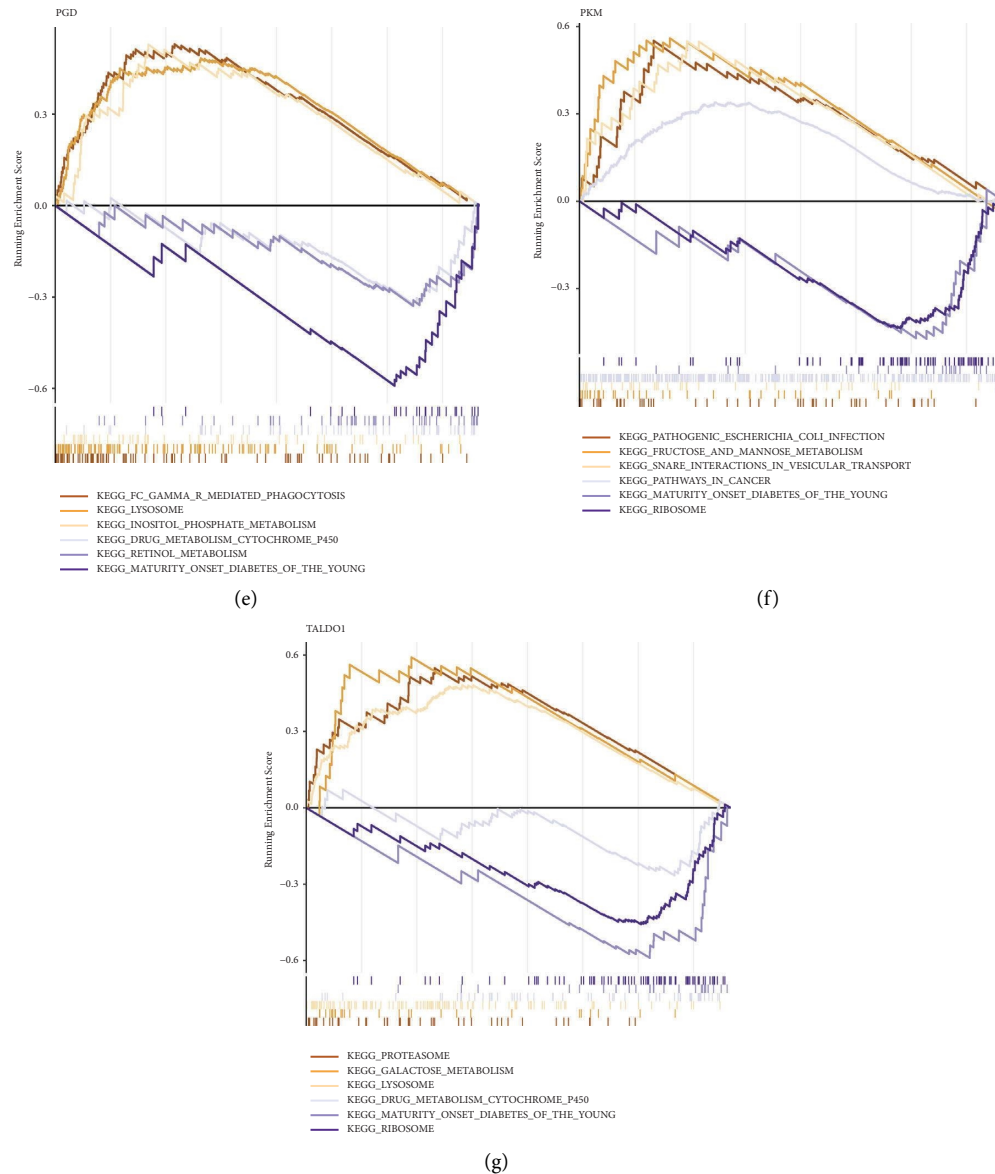 PGD
0.3
0.0
−0.3
−0.6
Running Enrichment Score
KEGG_FC_GAMMA_R_MEDIATED_PHAGOCYTOSIS
KEGG_LYSOSOME
KEGG_INOSITOL_PHOSPHATE_METABOLISM
KEGG_DRUG_METABOLISM_CYTOCHROME_P450
KEGG_RETINOL_METABOLISM
KEGG_MATURITY_ONSET_DIABETES_OF_THE_YOUNG
(e)
PKM
0.6
0.3
0.0
−0.3
Running Enrichment Score
KEGG_PATHOGENIC_ESCHERICHIA_COLI_INFECTION
KEGG_FRUCTOSE_AND_MANNOSE_METABOLISM
KEGG_SNARE_INTERACTIONS_IN_VESICULAR_TRANSPORT
KEGG_PATHWAYS_IN_CANCER
KEGG_MATURITY_ONSET_DIABETES_OF_THE_YOUNG
KEGG_RIBOSOME
(f)
TALDO1
0.6
0.3
0.0
−0.3
−0.6
Running Enrichment Score
KEGG_PROTEASOME
KEGG_GALACTOSE_METABOLISM
KEGG_LYSOSOME
KEGG_DRUG_METABOLISM_CYTOCHROME_P450
KEGG_MATURITY_ONSET_DIABETES_OF_THE_YOUNG
KEGG_RIBOSOME
(g)